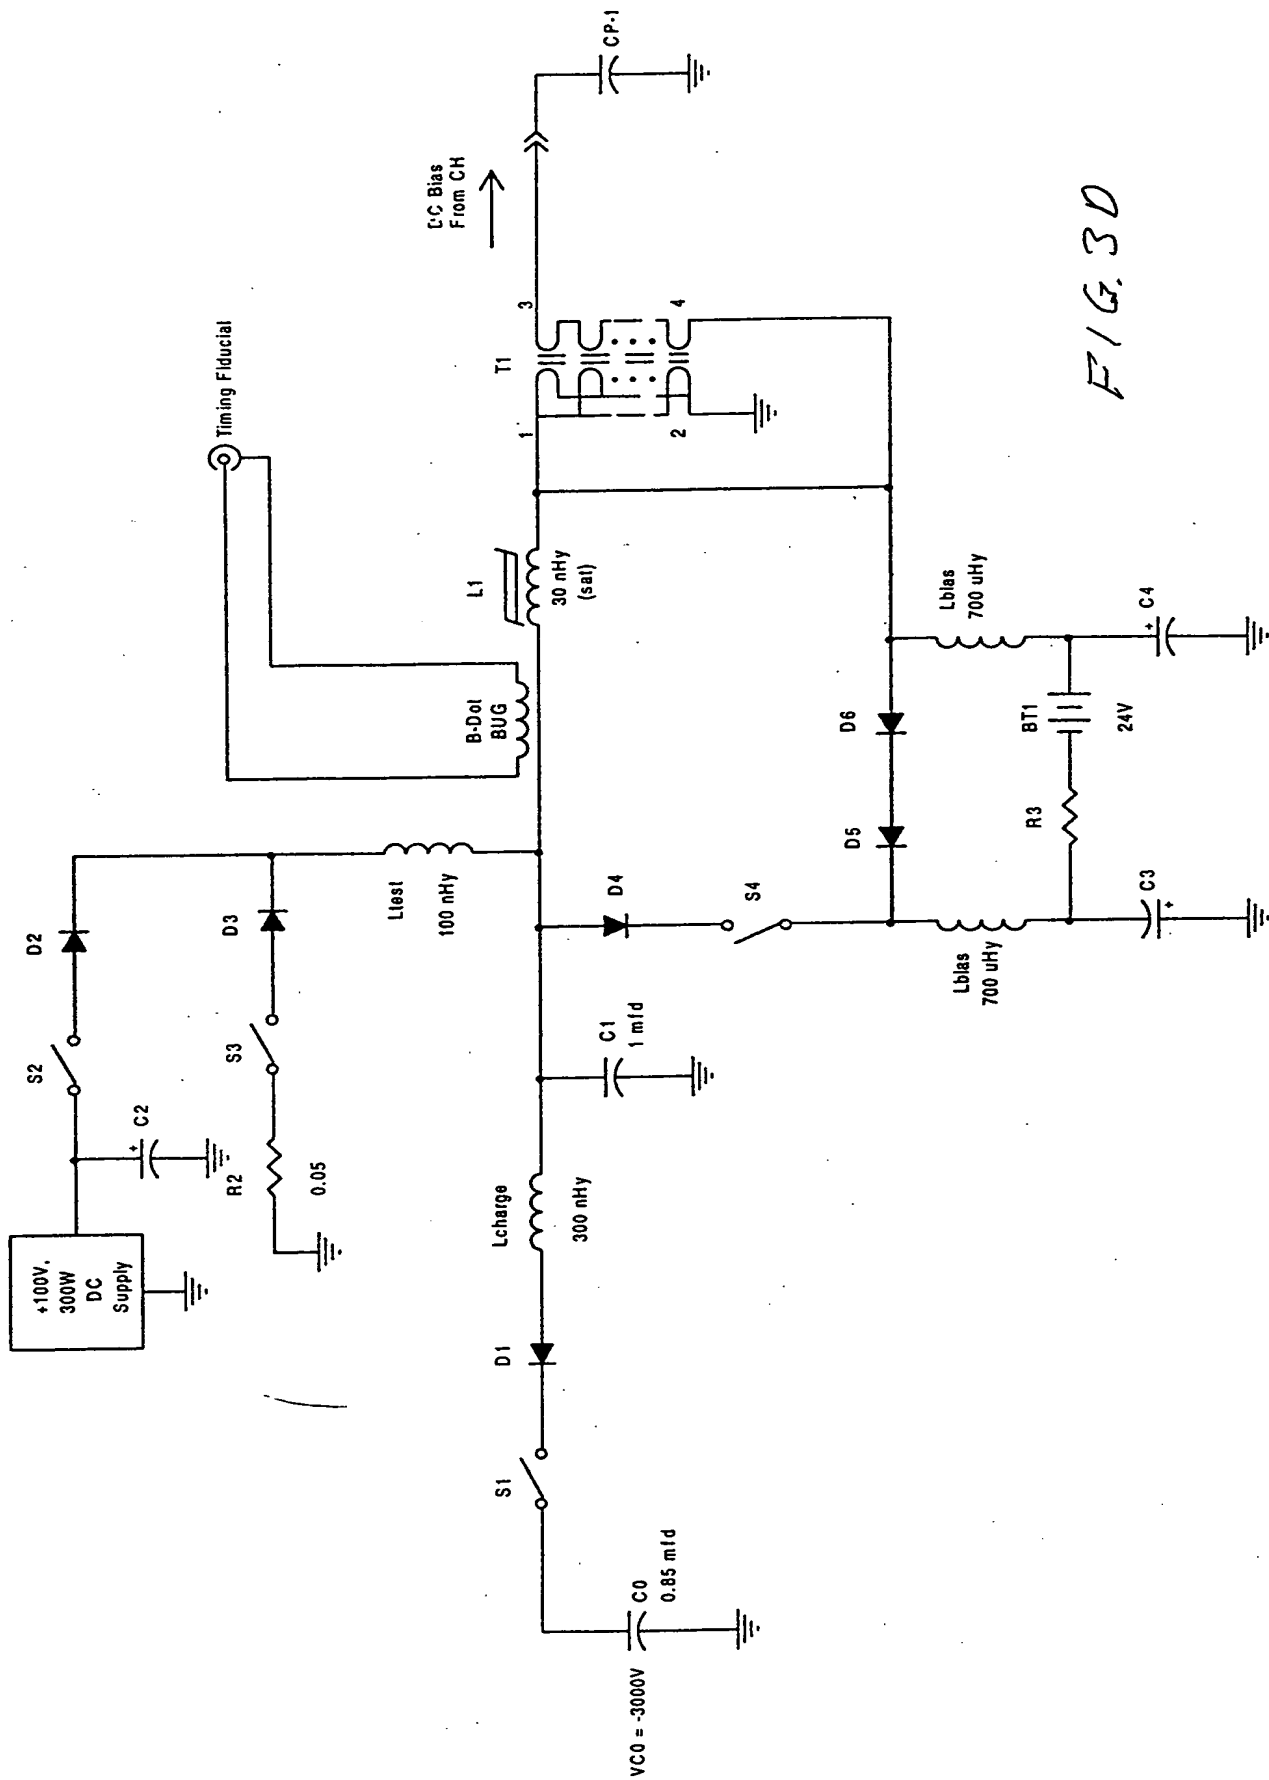 +100V,
300W
DC
Supply
C2
S2
D2
R2
0.05
S3
D3
Ltest
100 nHy
Timing Fiducial
B-Dot
BUG
L1
30 nHy
(sat)
T1
1
3
2
4
DC Bias
From CH
CP-1
VC0 = -3000V
C0
0.85 mfd
S1
D1
Lcharge
300 nHy
C1
1 mfd
D4
S4
D5
D6
Lbias
700 uHy
Lbias
700 uHy
C3
+
R3
BT1
24V
+
C4
+
FIG. 3D